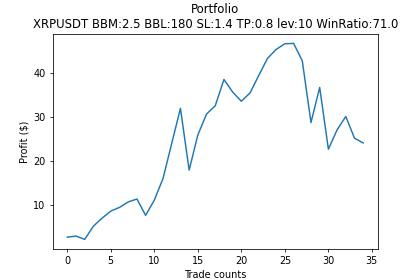 Portfolio
XRPUSDT BBM:2.5 BBL:180 SL:1.4 TP:0.8 lev:10 WinRatio:71.0
40
30
20
10
Profit ($)
0 5 10 15 20 25 30 35
Trade counts